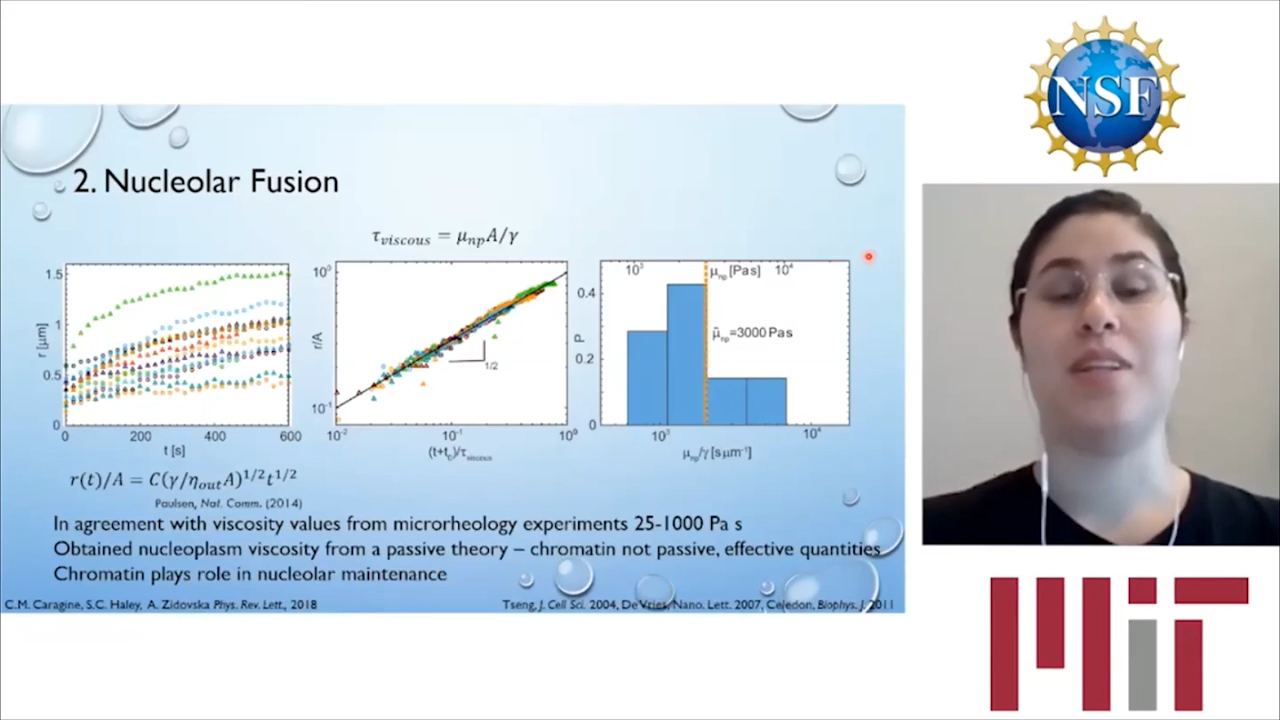 NSF
2. Nucleolar Fusion
τ_viscous = μ_np A/γ
1.5
1
0.5
0
r [μm]
0 200 400 600
t [s]
10⁰
10⁻¹
r/A
1/2
10⁻² 10⁻¹ 10⁰
(t+t₀)/τ_viscous
0.4
0.2
0
P
10³ μ_np [Pas] 10⁴
μ̃_np=3000 Pas
10³ 10⁴
μ_np/γ [s μm⁻¹]
r(t)/A = C(γ/η_out A)^1/2 t^1/2
Paulsen, Nat. Comm. (2014)
In agreement with viscosity values from microrheology experiments 25-1000 Pa s
Obtained nucleoplasm viscosity from a passive theory – chromatin not passive, effective quantities
Chromatin plays role in nucleolar maintenance
C.M. Caragine, S.C. Haley, A. Zidovska Phys. Rev. Lett., 2018
Tseng, J. Cell Sci. 2004, De Vries, Nano. Lett. 2007, Celedon, Biophys. J. 2011
MIT